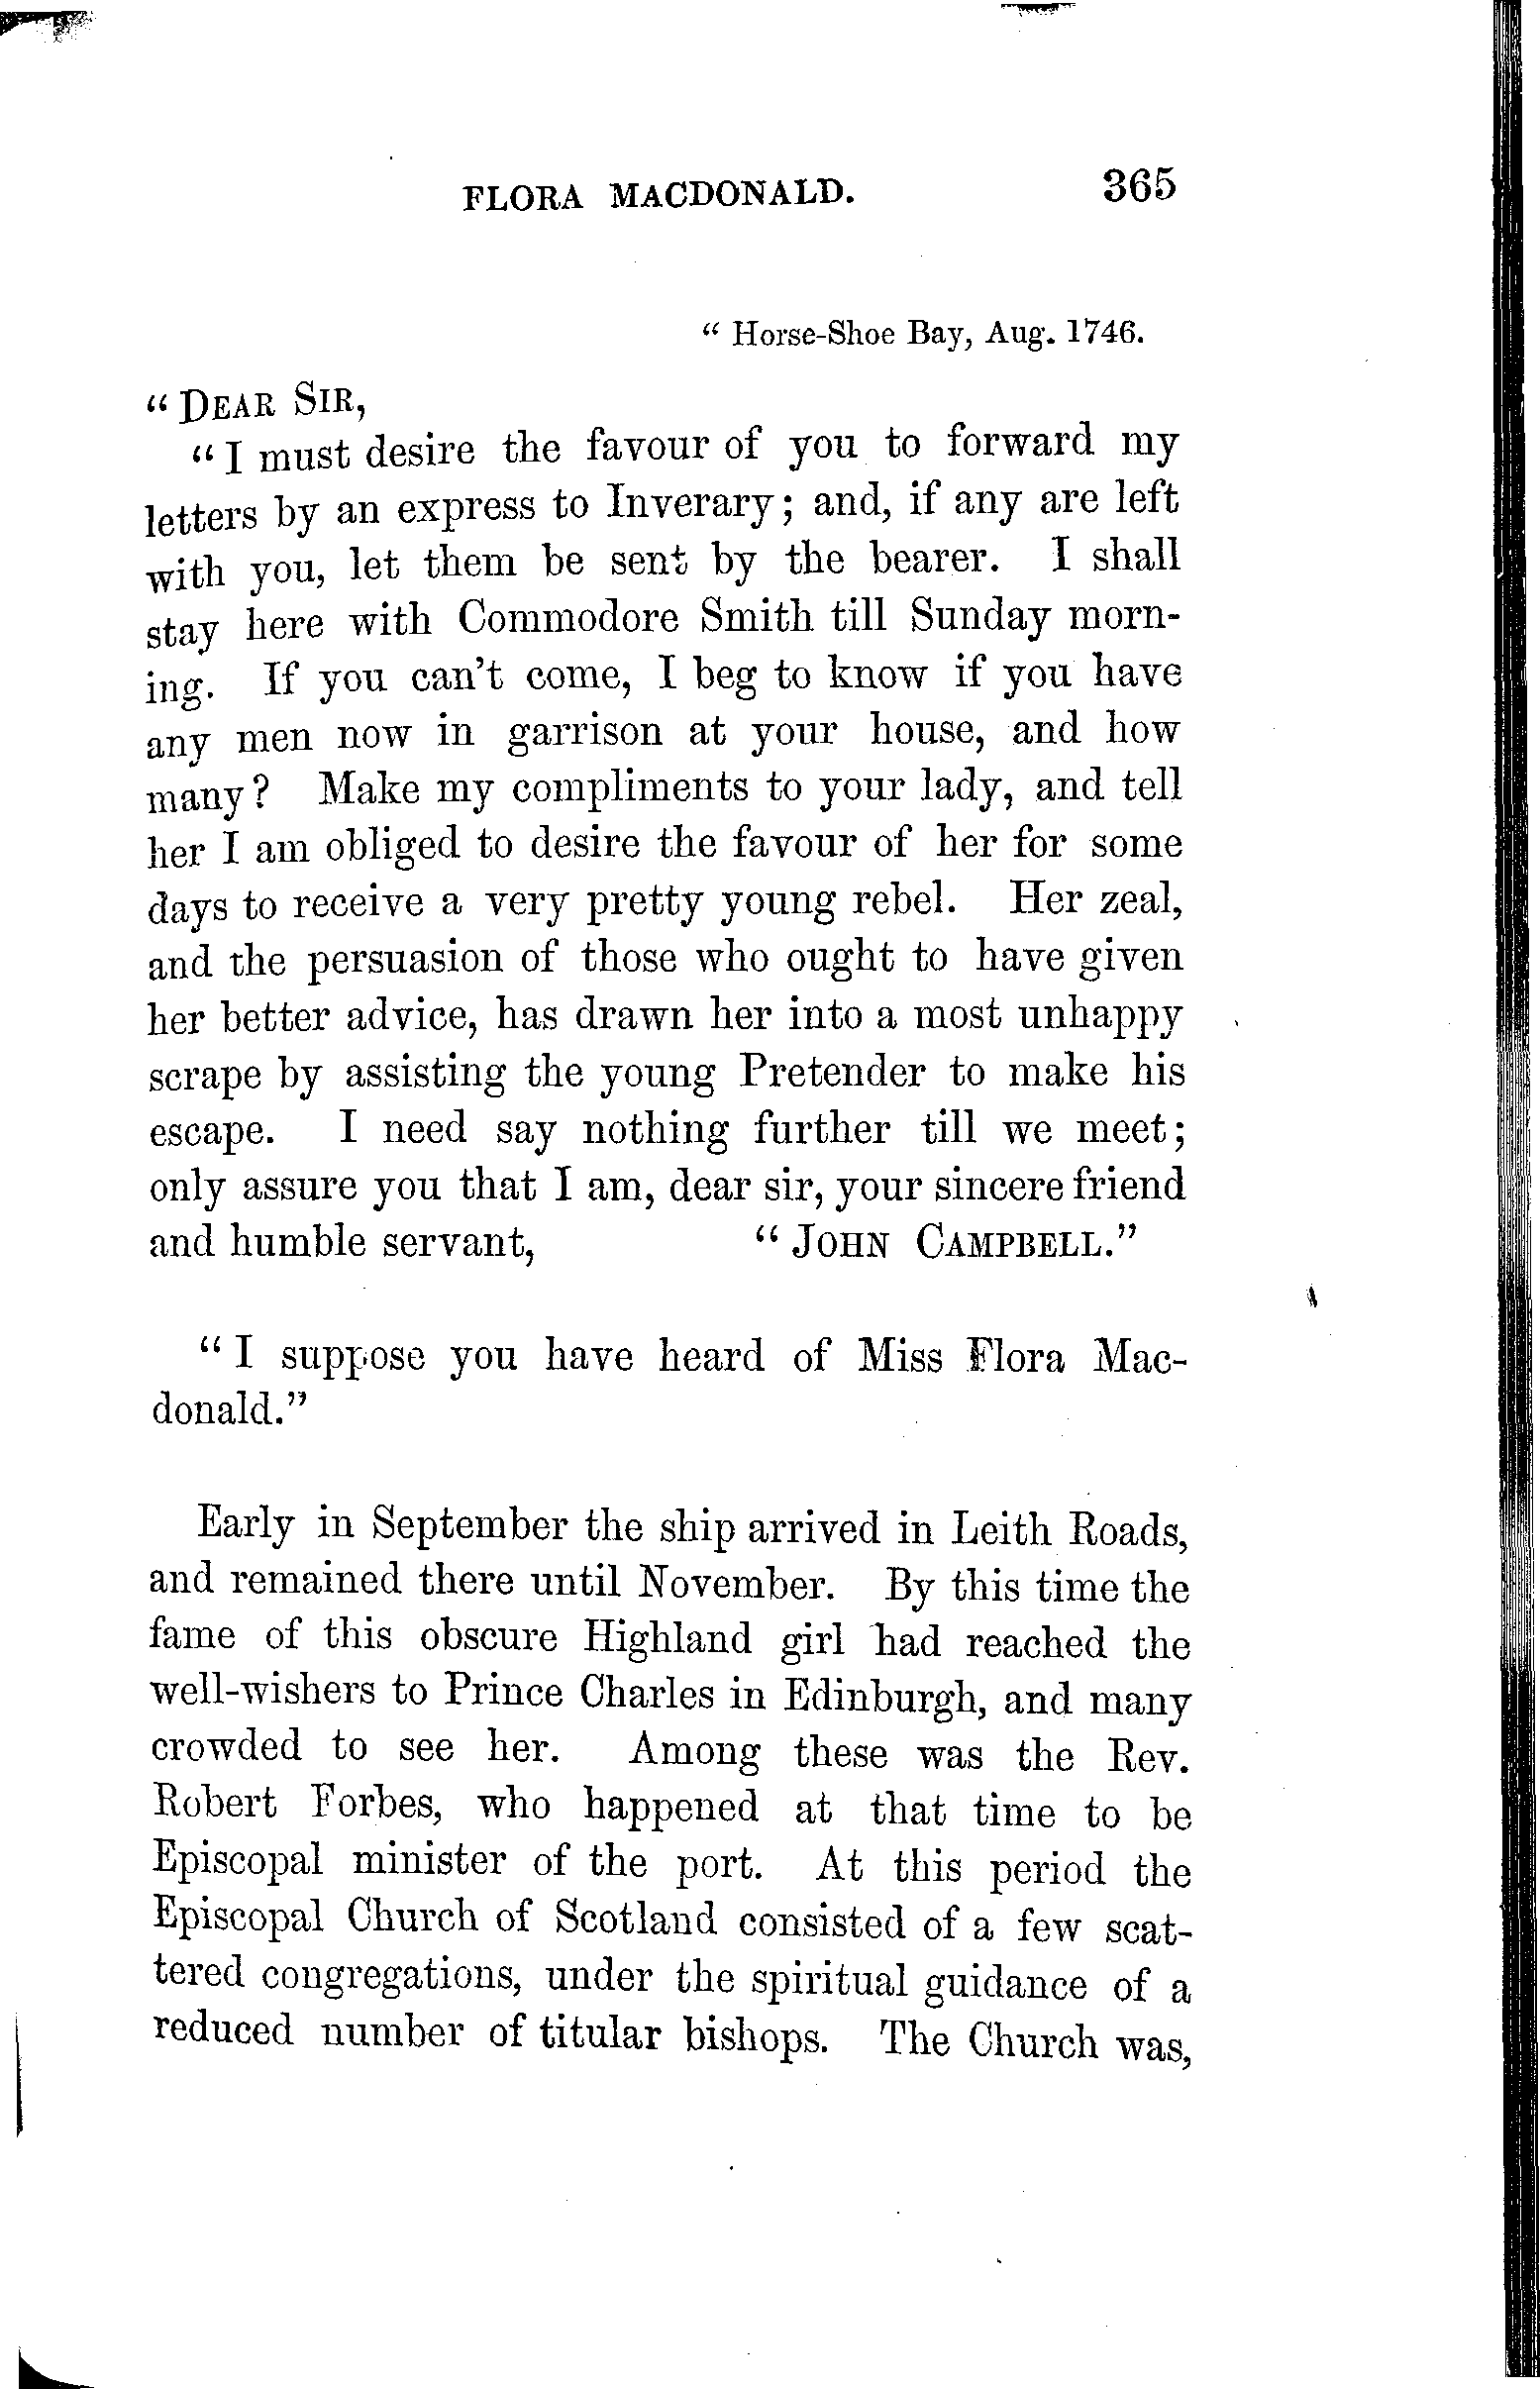 FLORA MACDONALD. 365
" Horse-Shoe Bay, Aug. 1746.
" DEAR SIR,
" I must desire the favour of you to forward my
letters by an express to Inverary; and, if any are left
with you, let them be sent by the bearer. I shall
stay here with Commodore Smith till Sunday morn-
ing. If you can't come, I beg to know if you have
any men now in garrison at your house, and how
many? Make my compliments to your lady, and tell
her I am obliged to desire the favour of her for some
days to receive a very pretty young rebel. Her zeal,
and the persuasion of those who ought to have given
her better advice, has drawn her into a most unhappy
scrape by assisting the young Pretender to make his
escape. I need say nothing further till we meet;
only assure you that I am, dear sir, your sincere friend
and humble servant, " JOHN CAMPBELL."
" I suppose you have heard of Miss Flora Mac-
donald."
Early in September the ship arrived in Leith Roads,
and remained there until November. By this time the
fame of this obscure Highland girl had reached the
well-wishers to Prince Charles in Edinburgh, and many
crowded to see her. Among these was the Rev.
Robert Forbes, who happened at that time to be
Episcopal minister of the port. At this period the
Episcopal Church of Scotland consisted of a few scat-
tered congregations, under the spiritual guidance of a
reduced number of titular bishops. The Church was,